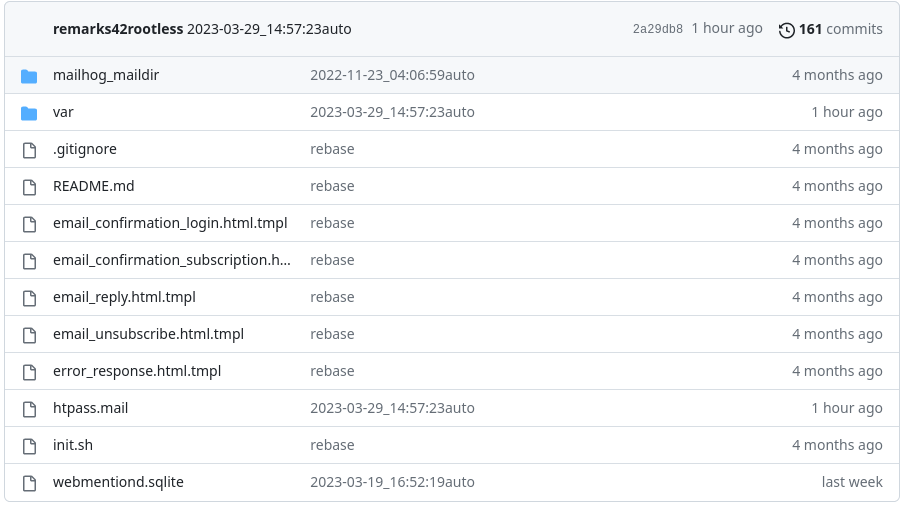 remarks42rootless 2023-03-29_14:57:23auto 2a29db8 1 hour ago 161 commits
mailhog_maildir 2022-11-23_04:06:59auto 4 months ago
var 2023-03-29_14:57:23auto 1 hour ago
.gitignore rebase 4 months ago
README.md rebase 4 months ago
email_confirmation_login.html.tmpl rebase 4 months ago
email_confirmation_subscription.h... rebase 4 months ago
email_reply.html.tmpl rebase 4 months ago
email_unsubscribe.html.tmpl rebase 4 months ago
error_response.html.tmpl rebase 4 months ago
htpass.mail 2023-03-29_14:57:23auto 1 hour ago
init.sh rebase 4 months ago
webmentiond.sqlite 2023-03-19_16:52:19auto last week